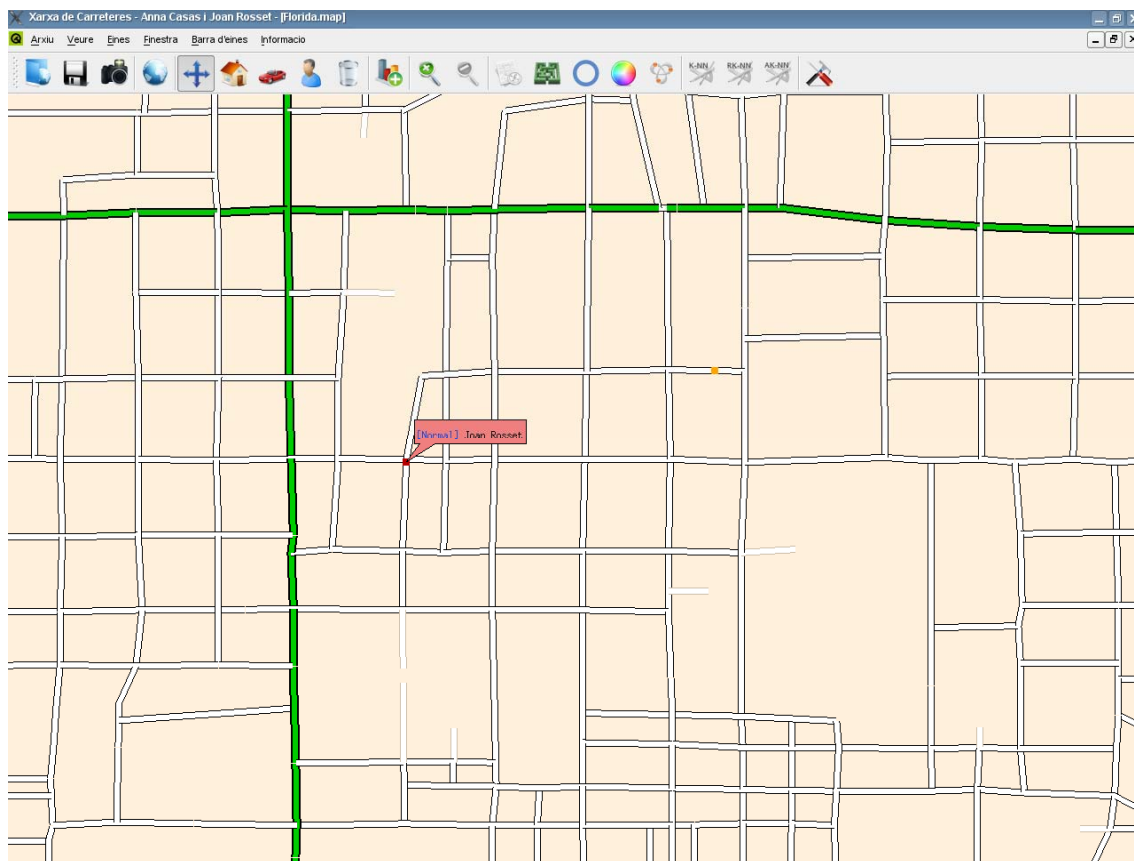 Xarxa de Carreteres - Anna Casas i Joan Rosset - [Florida.map]
Arxiu Veure Eines Finestra Barra d'eines Informacio
K-NN RK-NN AK-NN
[Normal] Joan Rosset